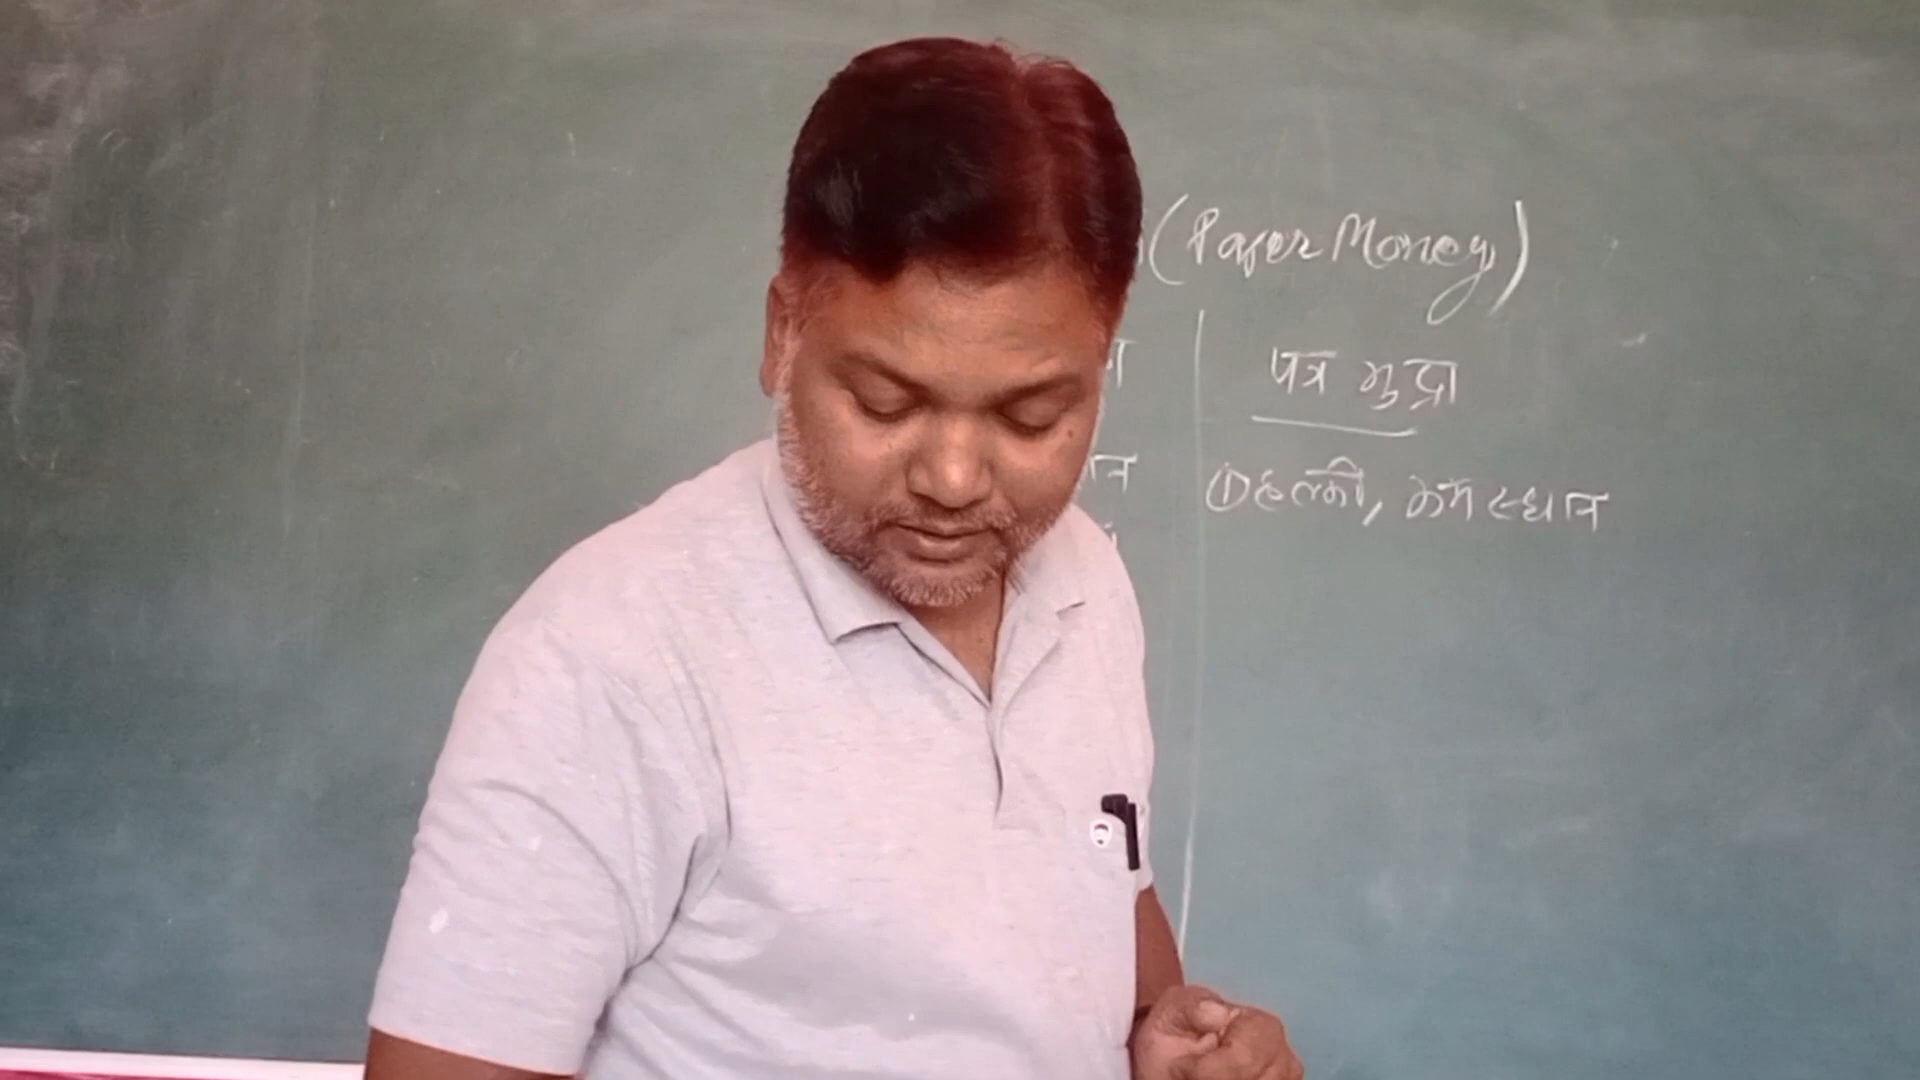 (Paper Money)
पत्र मुद्रा
① हल्की, कम स्थान